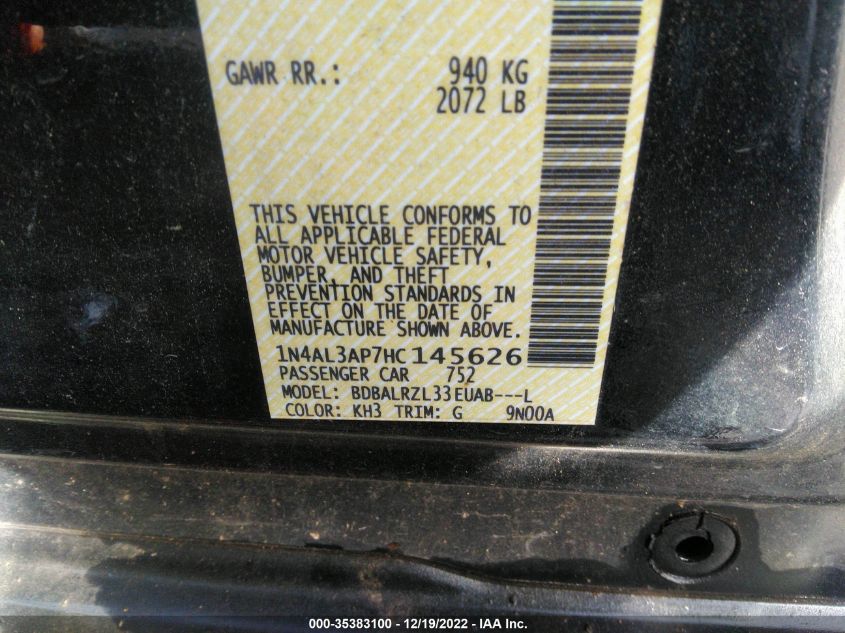 GAWR RR.: 940 KG
2072 LB
THIS VEHICLE CONFORMS TO
ALL APPLICABLE FEDERAL
MOTOR VEHICLE SAFETY,
BUMPER, AND THEFT
PREVENTION STANDARDS IN
EFFECT ON THE DATE OF
MANUFACTURE SHOWN ABOVE.
1N4AL3AP7HC145626
PASSENGER CAR 752
MODEL: BDBALRZL33EUAB---L
COLOR: KH3 TRIM: G 9N00A
000-35383100 - 12/19/2022 - IAA Inc.